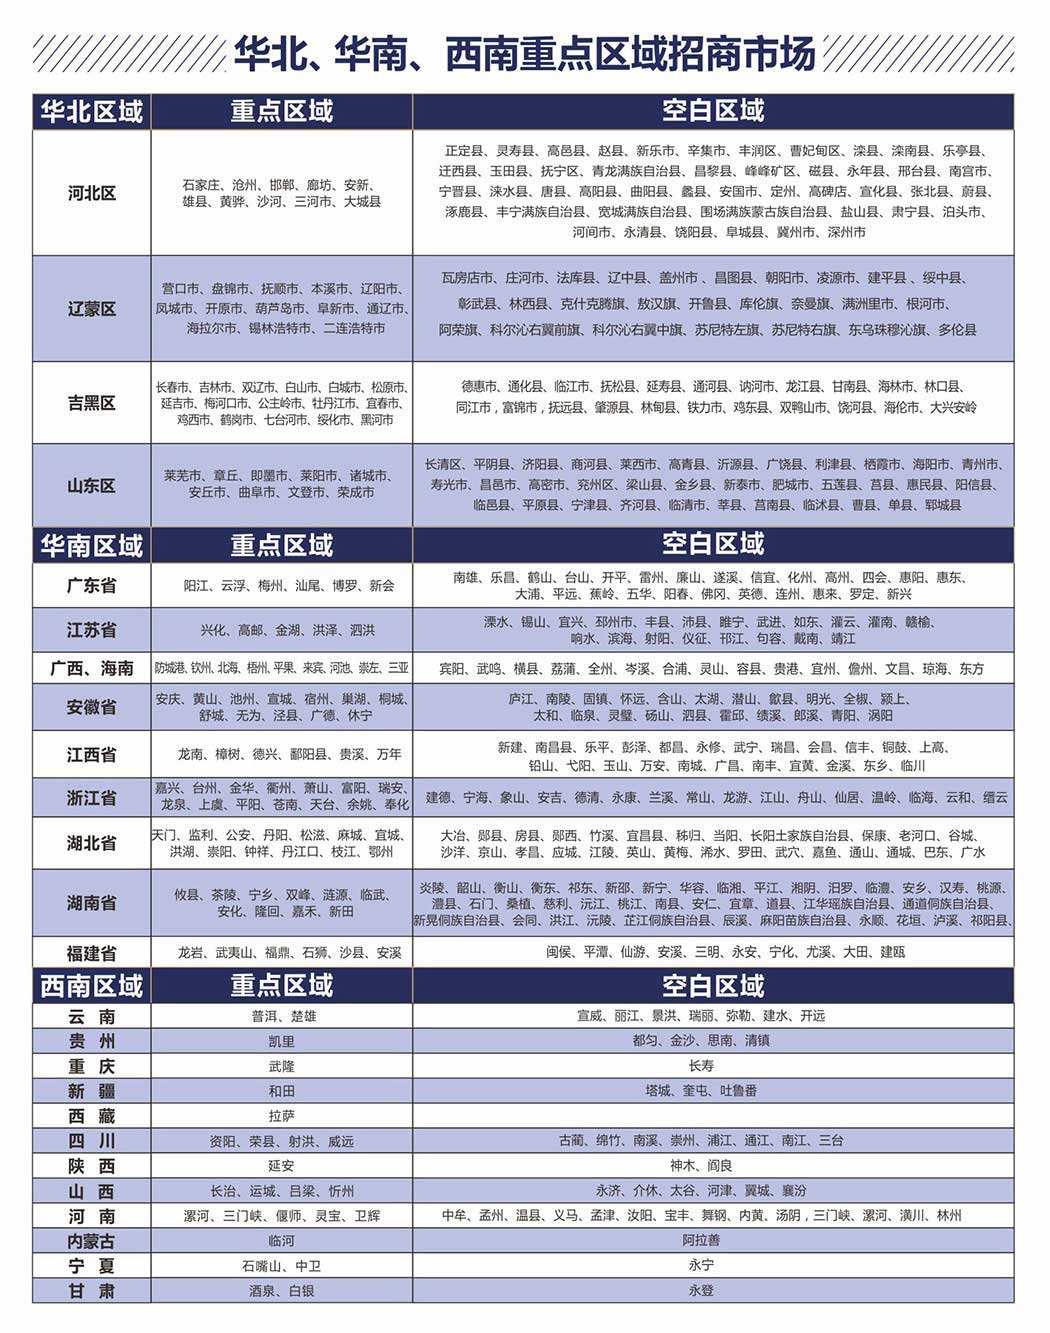 华北、华南、西南重点区域招商市场
华北区域 重点区域 空白区域
河北区
石家庄、沧州、邯郸、廊坊、安新、
雄县、黄骅、沙河、三河市、大城县
正定县、灵寿县、高邑县、赵县、新乐市、辛集市、丰润区、曹妃甸区、滦县、滦南县、乐亭县、
迁西县、玉田县、抚宁区、青龙满族自治县、昌黎县、峰峰矿区、磁县、永年县、邢台县、南宫市、
宁晋县、涞水县、唐县、高阳县、曲阳县、蠡县、安国市、定州、高碑店、宣化县、张北县、蔚县、
涿鹿县、丰宁满族自治县、宽城满族自治县、围场满族蒙古族自治县、盐山县、肃宁县、泊头市、
河间市、永清县、饶阳县、阜城县、冀州市、深州市
辽蒙区
营口市、盘锦市、抚顺市、本溪市、辽阳市、
凤城市、开原市、葫芦岛市、阜新市、通辽市、
海拉尔市、锡林浩特市、二连浩特市
瓦房店市、庄河市、法库县、辽中县、盖州市、昌图县、朝阳市、凌源市、建平县、绥中县、
彰武县、林西县、克什克腾旗、敖汉旗、开鲁县、库伦旗、奈曼旗、满洲里市、根河市、
阿荣旗、科尔沁右翼前旗、科尔沁右翼中旗、苏尼特左旗、苏尼特右旗、东乌珠穆沁旗、多伦县
吉黑区
长春市、吉林市、双辽市、白山市、白城市、松原市、
延吉市、梅河口市、公主岭市、牡丹江市、宜春市、
鸡西市、鹤岗市、七台河市、绥化市、黑河市
德惠市、通化县、临江市、抚松县、延寿县、通河县、讷河市、龙江县、甘南县、海林市、林口县、
同江市，富锦市，抚远县、肇源县、林甸县、铁力市、鸡东县、双鸭山市、饶河县、海伦市、大兴安岭
山东区
莱芜市、章丘、即墨市、莱阳市、诸城市、
安丘市、曲阜市、文登市、荣成市
长清区、平阴县、济阳县、商河县、莱西市、高青县、沂源县、广饶县、利津县、栖霞市、海阳市、青州市、
寿光市、昌邑市、高密市、兖州区、梁山县、金乡县、新泰市、肥城市、五莲县、莒县、惠民县、阳信县、
临邑县、平原县、宁津县、齐河县、临清市、莘县、莒南县、临沭县、曹县、单县、郓城县
华南区域 重点区域 空白区域
广东省
阳江、云浮、梅州、汕尾、博罗、新会
南雄、乐昌、鹤山、台山、开平、雷州、廉山、遂溪、信宜、化州、高州、四会、惠阳、惠东、
大浦、平远、蕉岭、五华、阳春、佛冈、英德、连州、惠来、罗定、新兴
江苏省
兴化、高邮、金湖、洪泽、泗洪
溧水、锡山、宜兴、邳州市、丰县、沛县、睢宁、武进、如东、灌云、灌南、赣榆、
响水、滨海、射阳、仪征、邗江、句容、戴南、靖江
广西、海南
防城港、钦州、北海、梧州、平果、来宾、河池、崇左、三亚
宾阳、武鸣、横县、荔蒲、全州、岑溪、合浦、灵山、容县、贵港、宜州、儋州、文昌、琼海、东方
安徽省
安庆、黄山、池州、宣城、宿州、巢湖、桐城、
舒城、无为、泾县、广德、休宁
庐江、南陵、固镇、怀远、含山、太湖、潜山、歙县、明光、全椒、颍上、
太和、临泉、灵璧、砀山、泗县、霍邱、绩溪、郎溪、青阳、涡阳
江西省
龙南、樟树、德兴、鄱阳县、贵溪、万年
新建、南昌县、乐平、彭泽、都昌、永修、武宁、瑞昌、会昌、信丰、铜鼓、上高、
铅山、弋阳、玉山、万安、南城、广昌、南丰、宜黄、金溪、东乡、临川
浙江省
嘉兴、台州、金华、衢州、萧山、富阳、瑞安、
龙泉、上虞、平阳、苍南、天台、余姚、奉化
建德、宁海、象山、安吉、德清、永康、兰溪、常山、龙游、江山、舟山、仙居、温岭、临海、云和、缙云
湖北省
天门、监利、公安、丹阳、松滋、麻城、宜城、
洪湖、崇阳、钟祥、丹江口、枝江、鄂州
大冶、郧县、房县、郧西、竹溪、宜昌县、秭归、当阳、长阳土家族自治县、保康、老河口、谷城、
沙洋、京山、孝昌、应城、江陵、英山、黄梅、浠水、罗田、武穴、嘉鱼、通山、通城、巴东、广水
湖南省
攸县、茶陵、宁乡、双峰、涟源、临武、
安化、隆回、嘉禾、新田
炎陵、韶山、衡山、衡东、祁东、新邵、新宁、华容、临湘、平江、湘阴、汨罗、临澧、安乡、汉寿、桃源、
澧县、石门、桑植、慈利、沅江、桃江、南县、安仁、宜章、道县、江华瑶族自治县、通道侗族自治县、
新晃侗族自治县、会同、洪江、沅陵、芷江侗族自治县、辰溪、麻阳苗族自治县、永顺、花垣、泸溪、祁阳县、
福建省
龙岩、武夷山、福鼎、石狮、沙县、安溪
闽侯、平潭、仙游、安溪、三明、永安、宁化、尤溪、大田、建瓯
西南区域 重点区域 空白区域
云 南 普洱、楚雄 宣威、丽江、景洪、瑞丽、弥勒、建水、开远
贵 州 凯里 都匀、金沙、思南、清镇
重 庆 武隆 长寿
新 疆 和田 塔城、奎屯、吐鲁番
西 藏 拉萨
四 川 资阳、荣县、射洪、威远 古蔺、绵竹、南溪、崇州、浦江、通江、南江、三台
陕 西 延安 神木、阎良
山 西 长治、运城、吕梁、忻州 永济、介休、太谷、河津、翼城、襄汾
河 南 漯河、三门峡、偃师、灵宝、卫辉 中牟、孟州、温县、义马、孟津、汝阳、宝丰、舞钢、内黄、汤阴，三门峡、漯河、潢川、林州
内蒙古 临河 阿拉善
宁 夏 石嘴山、中卫 永宁
甘 肃 酒泉、白银 永登